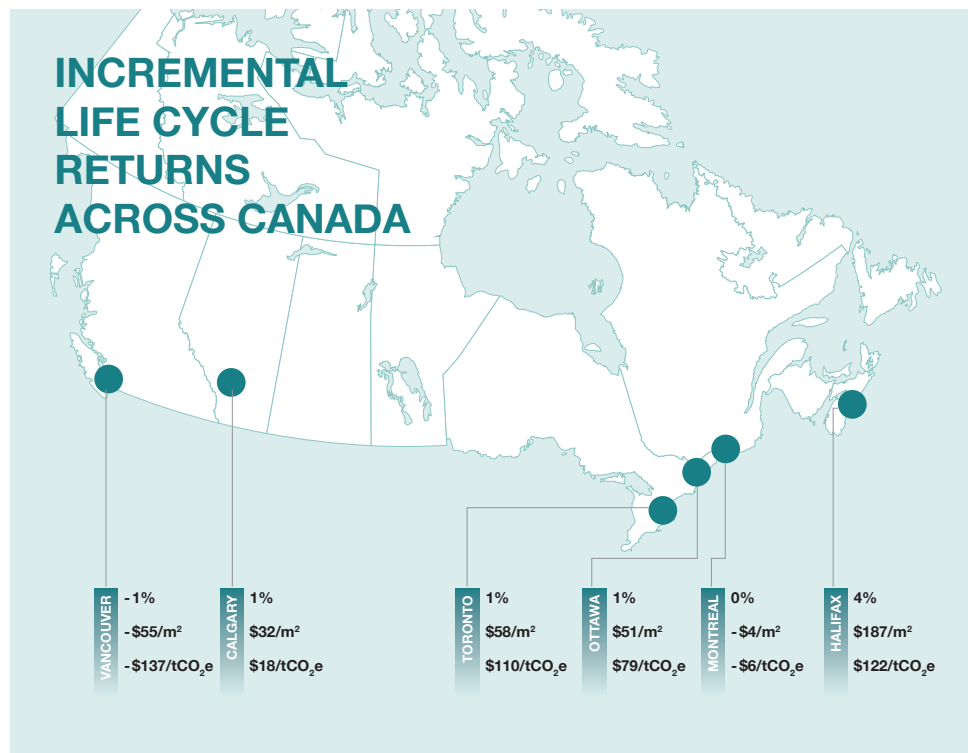 INCREMENTAL
LIFE CYCLE
RETURNS
ACROSS CANADA
VANCOUVER
-1%
-$55/m²
-$137/tCO₂e
CALGARY
1%
$32/m²
$18/tCO₂e
TORONTO
1%
$58/m²
$110/tCO₂e
OTTAWA
1%
$51/m²
$79/tCO₂e
MONTREAL
0%
-$4/m²
-$6/tCO₂e
HALIFAX
4%
$187/m²
$122/tCO₂e